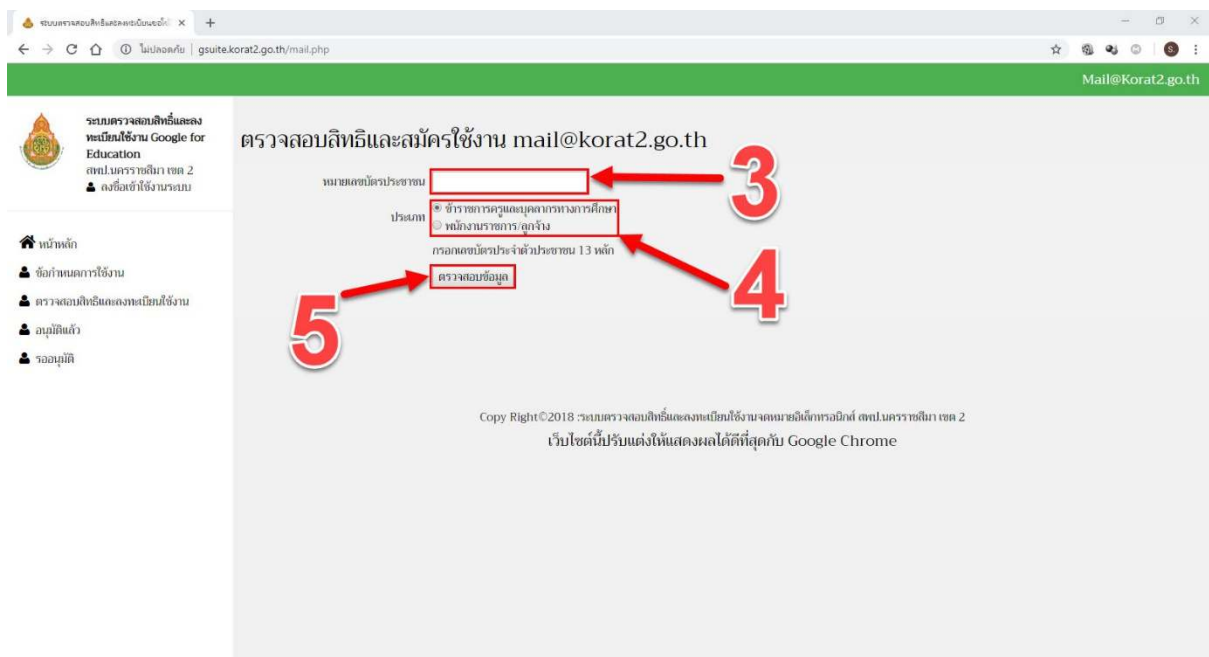 ระบบตรวจสอบสิทธิและลงทะเบียนขอใช้
ไม่ปลอดภัย | gsuite.korat2.go.th/mail.php
S
Mail@Korat2.go.th
ระบบตรวจสอบสิทธิ์และลง
ทะเบียนใช้งาน Google for
Education
สพป.นครราชสีมา เขต 2
ลงชื่อเข้าใช้งานระบบ
หน้าหลัก
ข้อกำหนดการใช้งาน
ตรวจสอบสิทธิและลงทะเบียนใช้งาน
อนุมัติแล้ว
รออนุมัติ
ตรวจสอบสิทธิและสมัครใช้งาน mail@korat2.go.th
หมายเลขบัตรประชาชน
3
ประเภท
ข้าราชการครูและบุคลากรทางการศึกษา
พนักงานราชการ/ลูกจ้าง
กรอกเลขบัตรประจำตัวประชาชน 13 หลัก
4
ตรวจสอบข้อมูล
5
Copy Right©2018 :ระบบตรวจสอบสิทธิ์และลงทะเบียนใช้งานจดหมายอิเล็กทรอนิกส์ สพป.นครราชสีมา เขต 2
เว็บไซต์นี้ปรับแต่งให้แสดงผลได้ดีที่สุดกับ Google Chrome